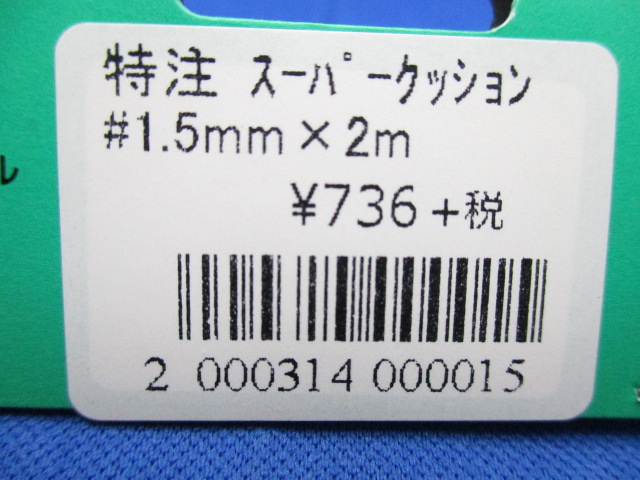 特注 スーパークッション
#1.5mm×2m
¥736+税
2 000314 000015
ル